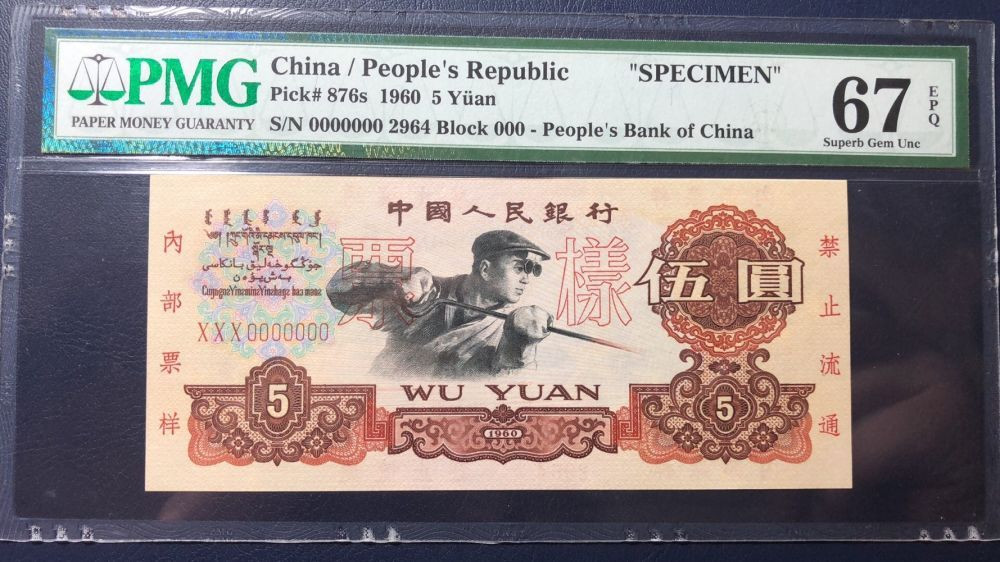 PMG
PAPER MONEY GUARANTY
China / People's Republic "SPECIMEN"
Pick# 876s 1960 5 Yüan
S/N 0000000 2964 Block 000 - People's Bank of China
67
EPQ
Superb Gem Unc
中國人民銀行
票樣
伍圓
XXX0000000
WU YUAN
5
1960
5
內部票样
禁止流通